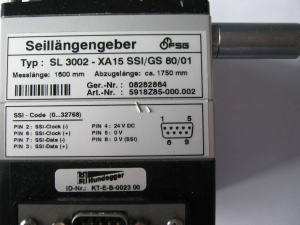 Seillängengeber FSG
Typ: SL 3002 - XA15 SSI/GS 80/01
Messlänge: 1500 mm Abzugslänge: ca. 1750 mm
Ger.-Nr.: 08282864
Art.-Nr.: 5918Z85-000.002
SSI - Code (0...32768)
PIN 2: SSI-Clock (-)
PIN 6: SSI-Clock (+)
PIN 7: SSI-Data (-)
PIN 3: SSI-Data (+)
PIN 4: 24 V DC
PIN 5: 0 V
PIN 8: 0 V (SSI)
1 5
6 9
Hundegger
ID-Nr.: KT-E-B-0023 00